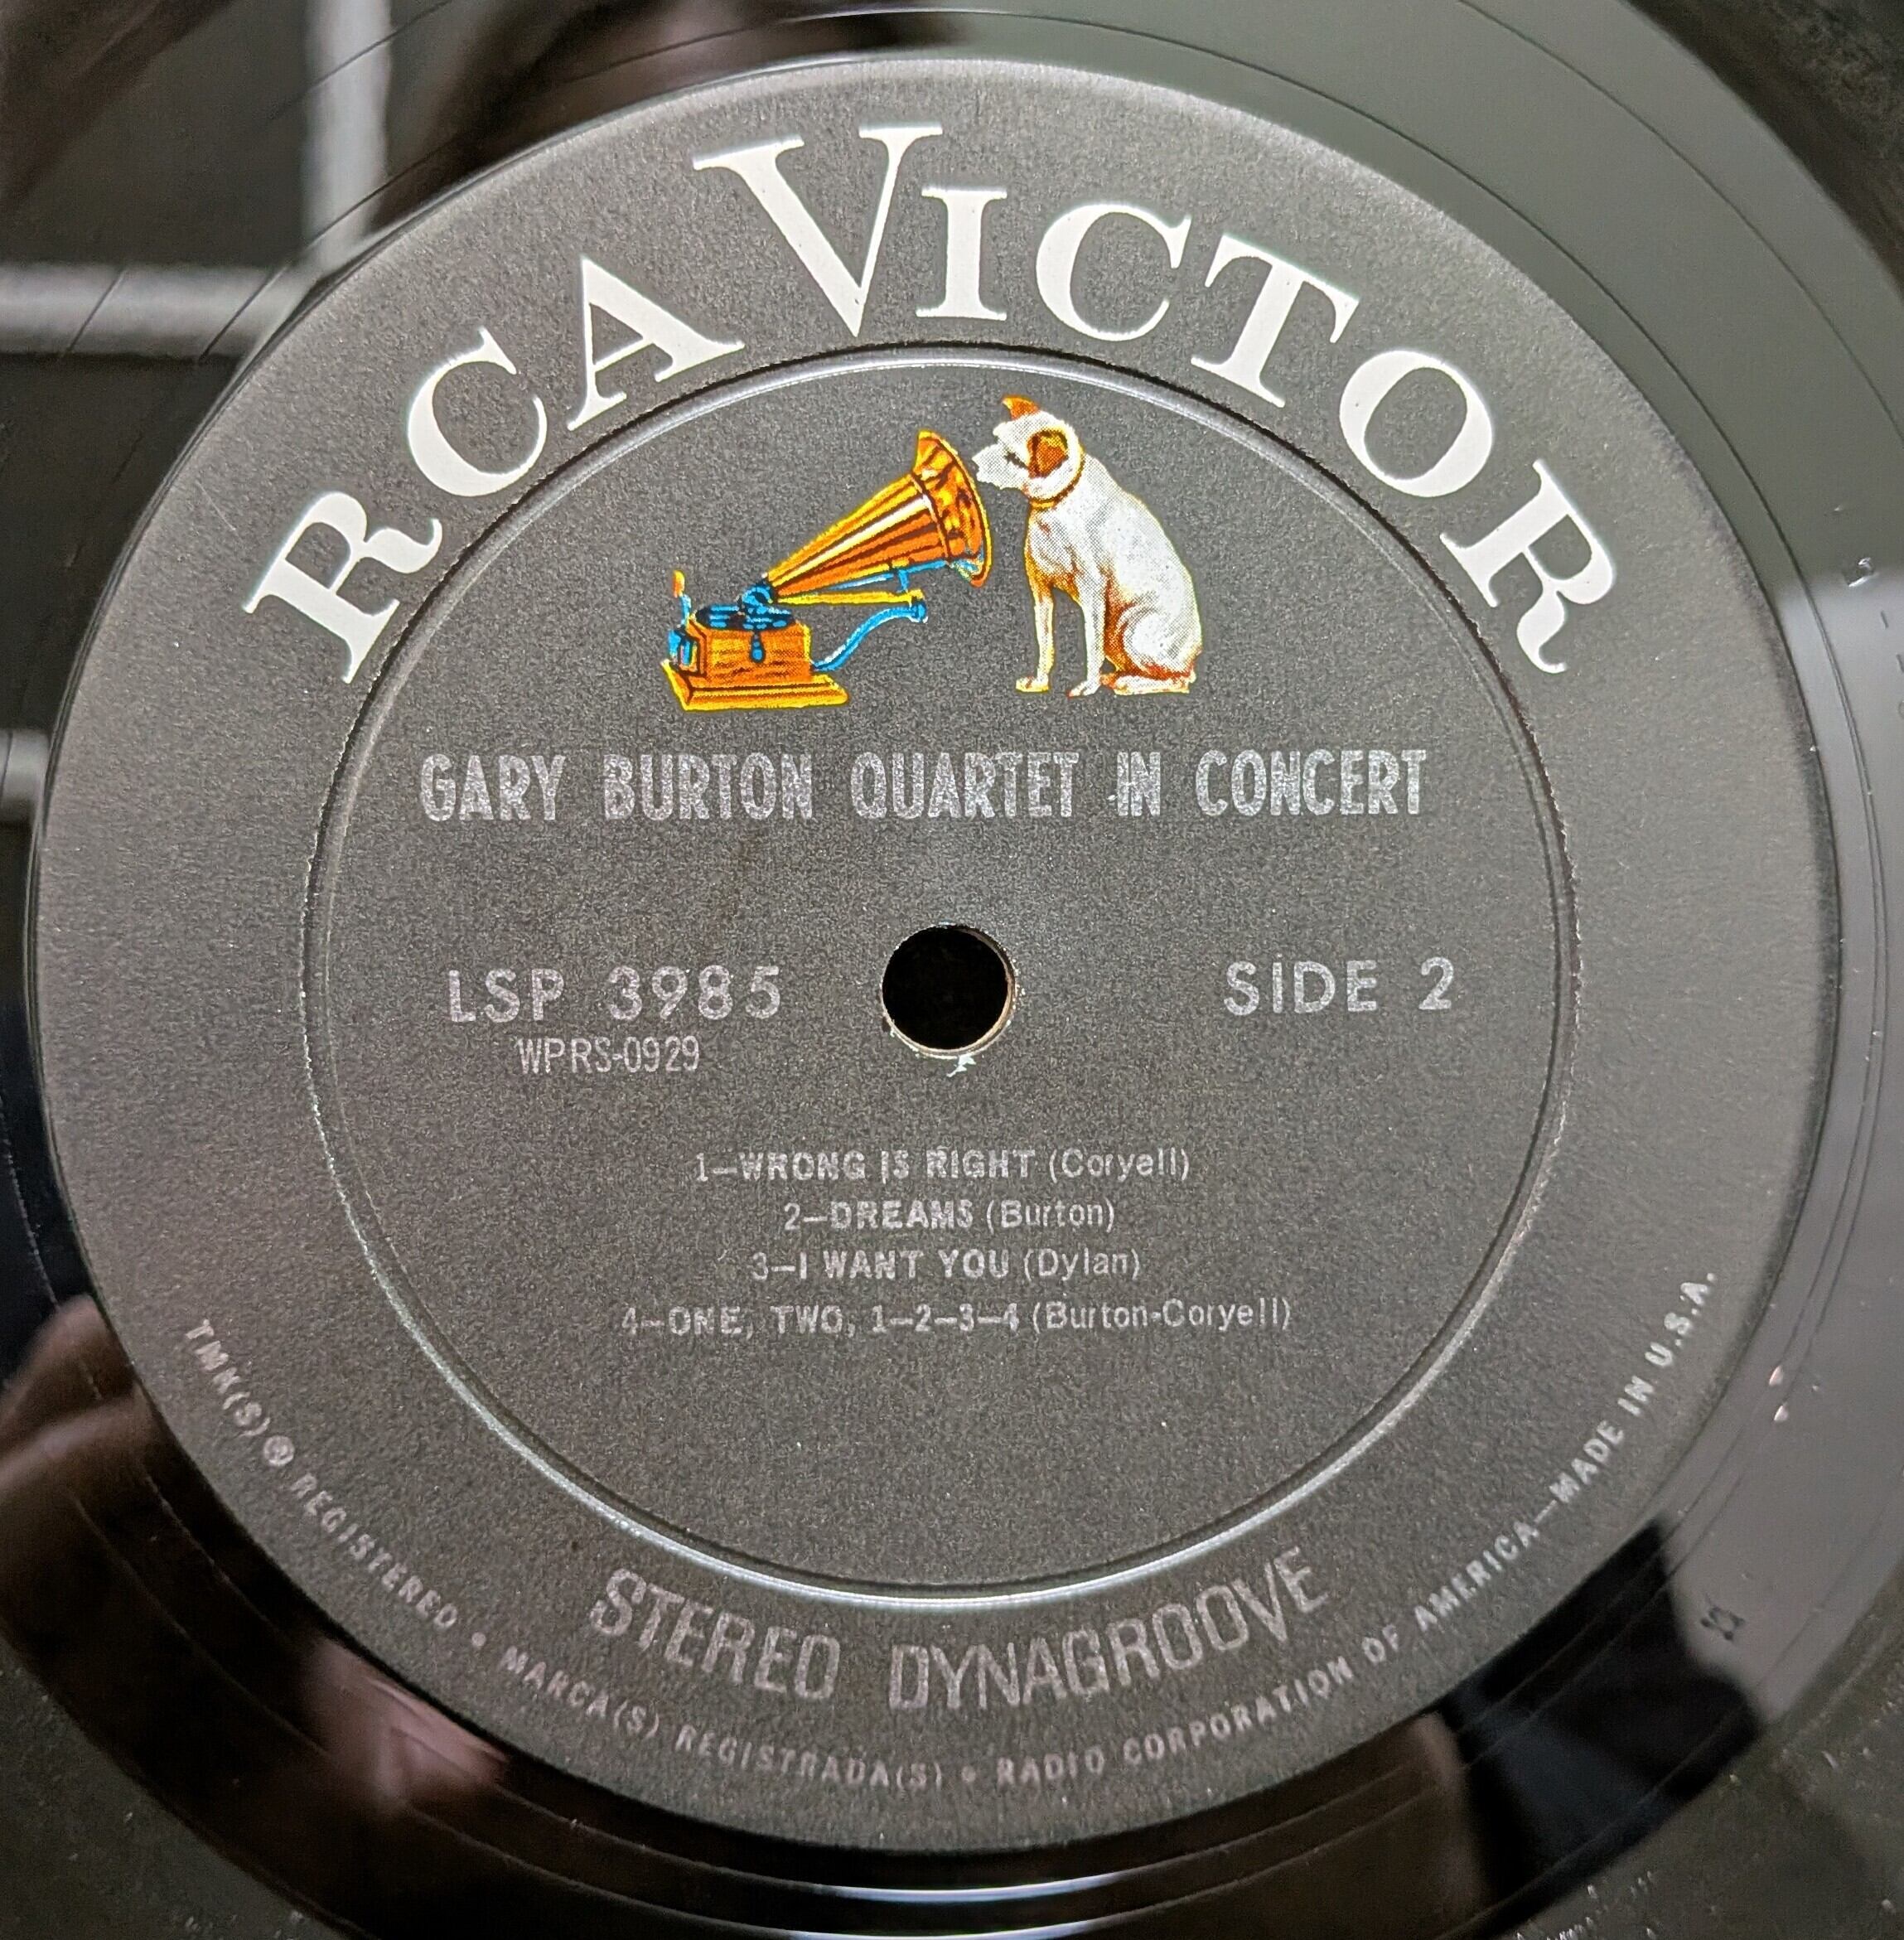 RCA VICTOR
GARY BURTON QUARTET IN CONCERT
LSP 3985
SIDE 2
WPRS-0929
1—WRONG IS RIGHT (Coryell)
2—DREAMS (Burton)
3—I WANT YOU (Dylan)
4—ONE, TWO, 1—2—3—4 (Burton-Coryell)
STEREO DYNAGROOVE
TMK(S) ® REGISTERED • MARCA(S) REGISTRADA(S) • RADIO CORPORATION OF AMERICA—MADE IN U.S.A.